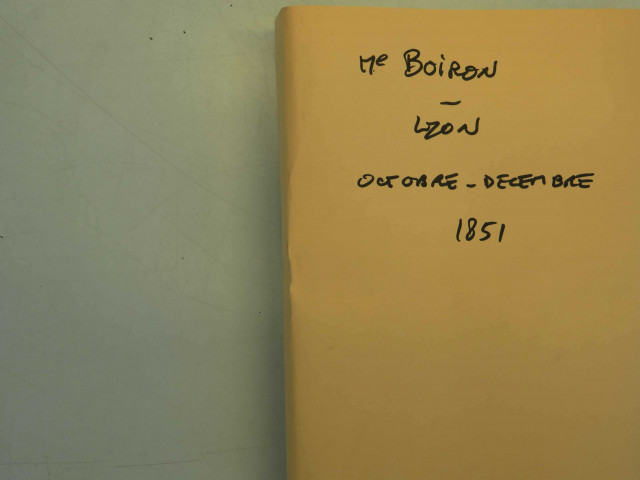 Me BOIRON
-
LYON
OCTOBRE - DECEMBRE
1851